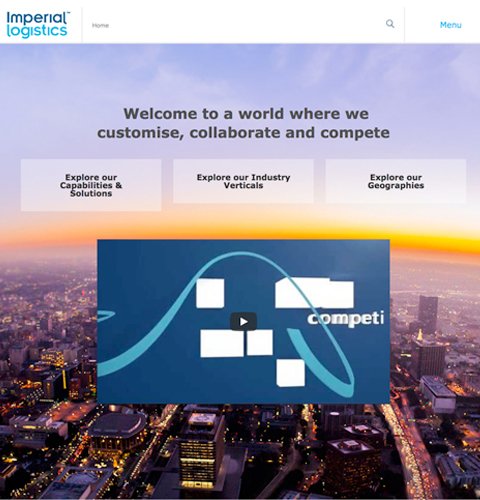 Imperial™
logistics
Home
Menu
Welcome to a world where we
customise, collaborate and compete
Explore our
Capabilities &
Solutions
Explore our Industry
Verticals
Explore our
Geographies
competi